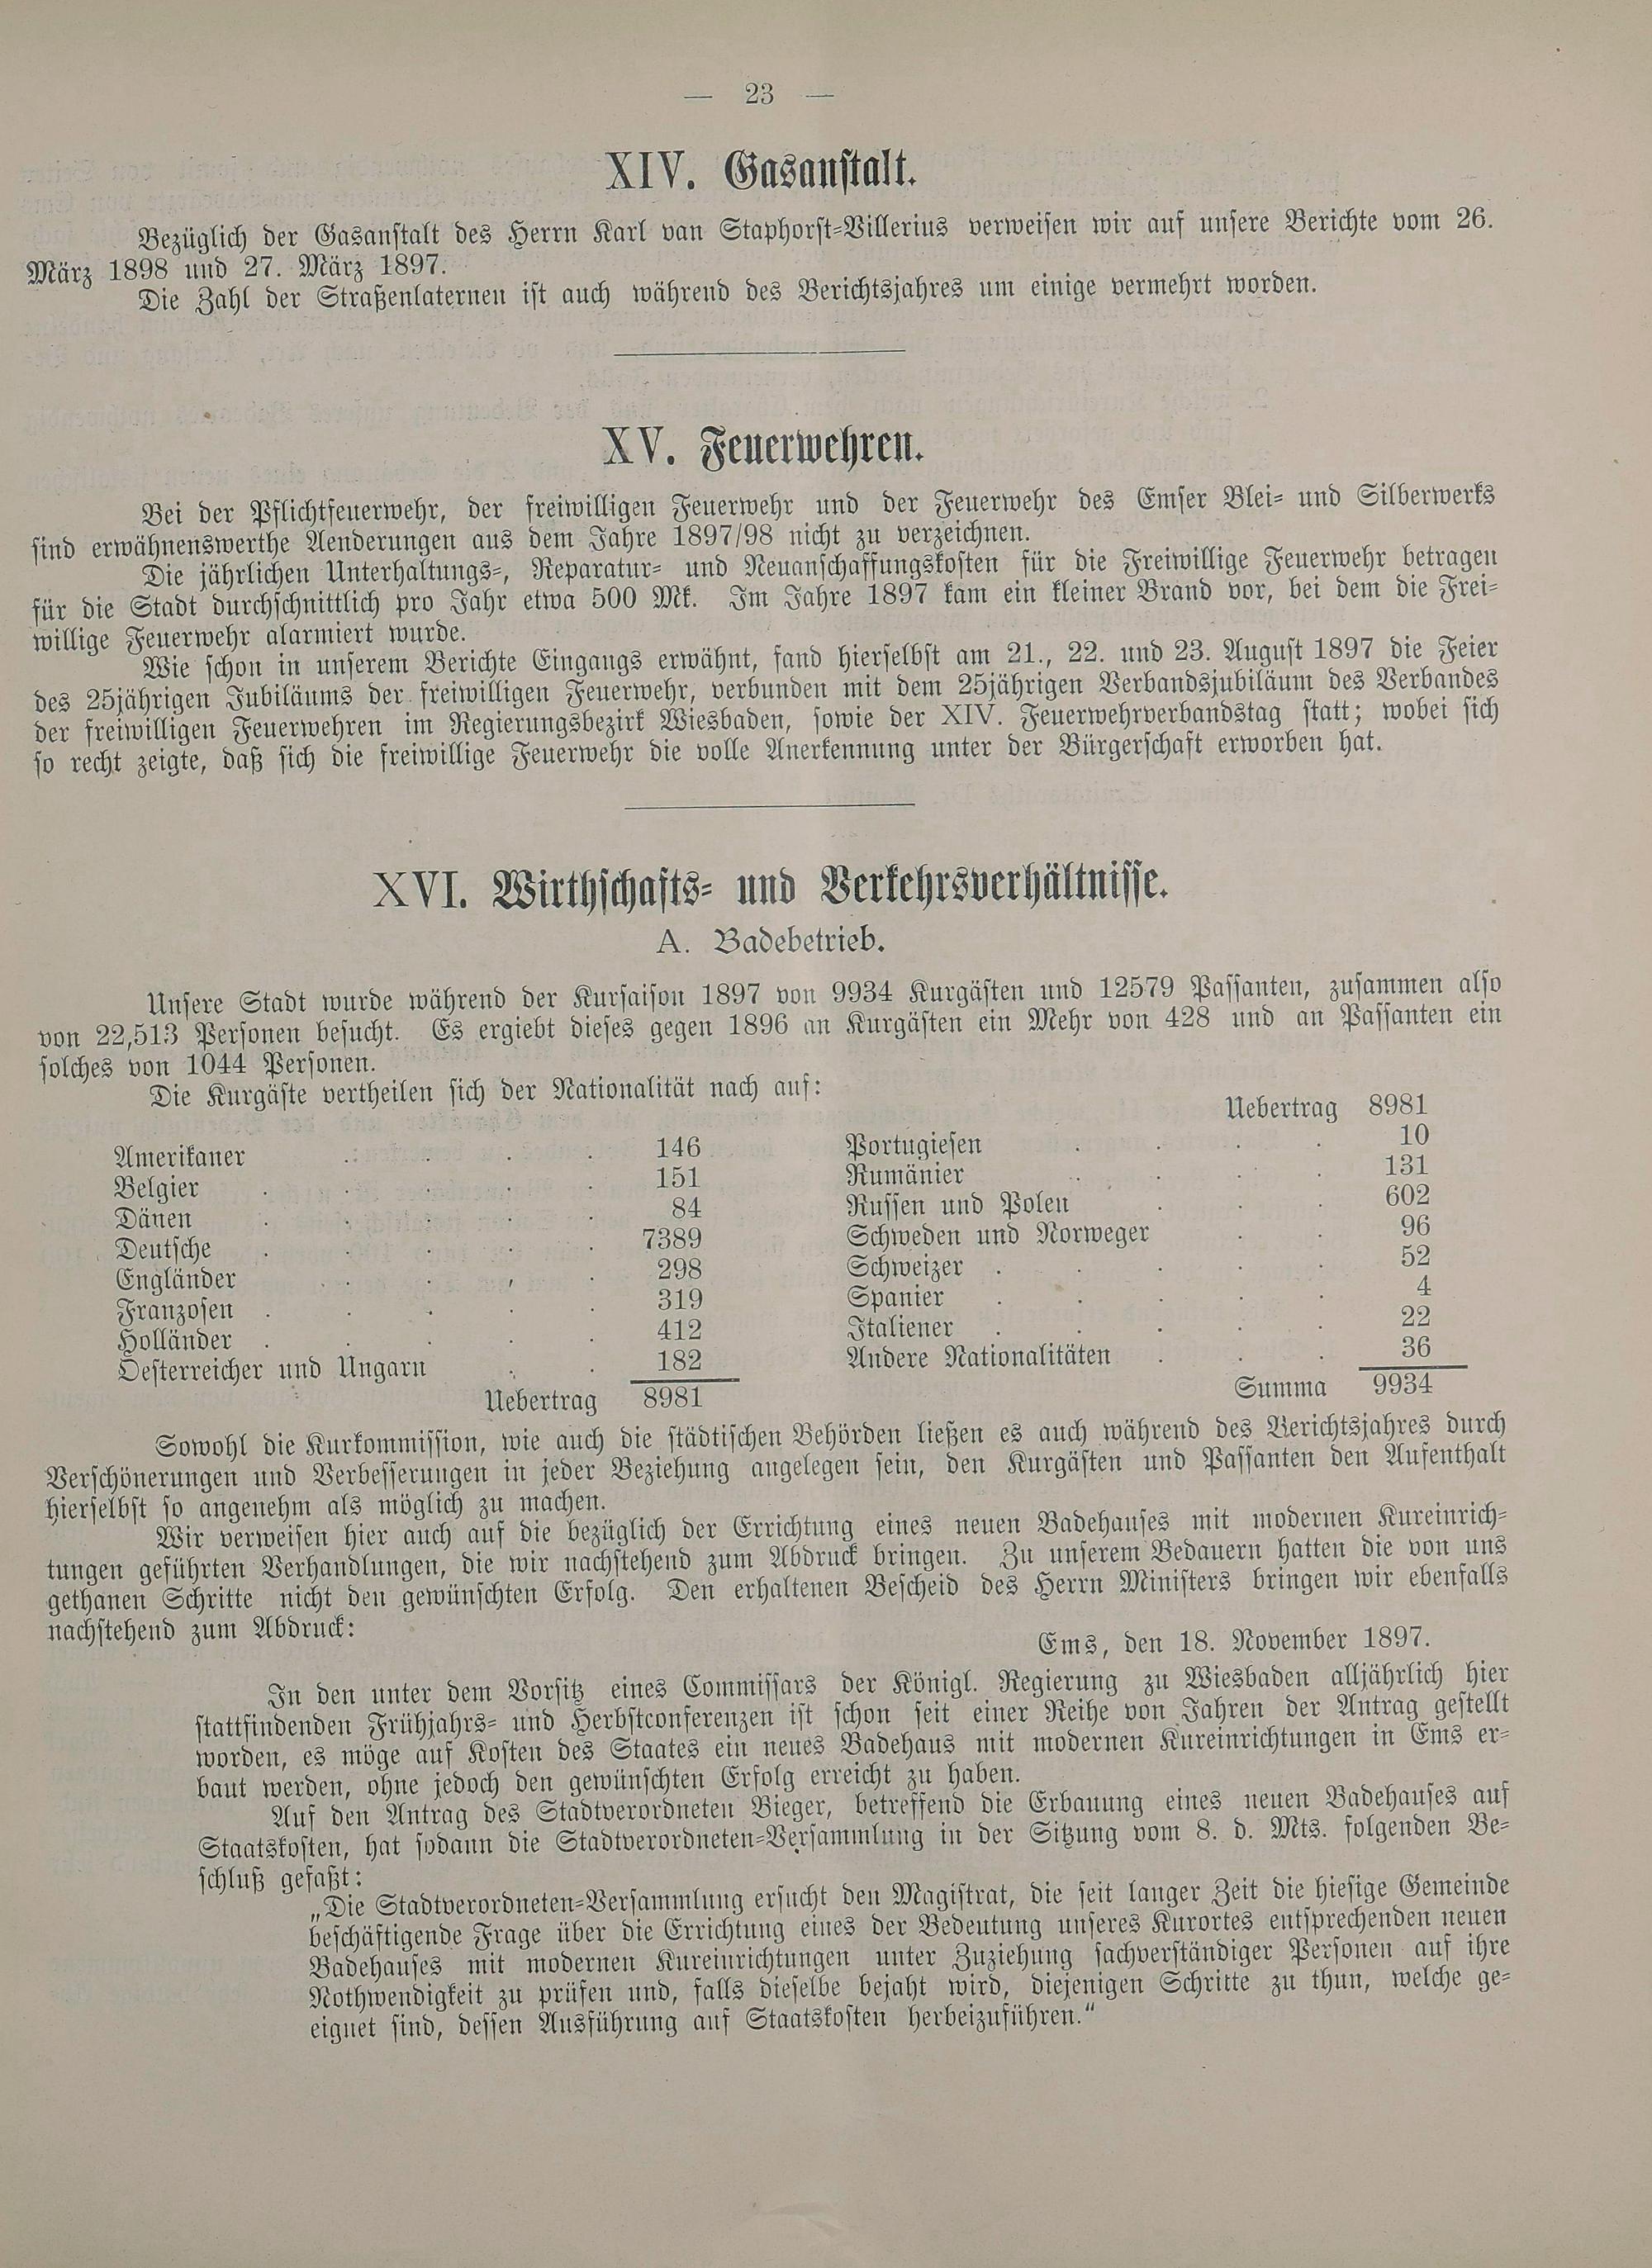 — 23 —
XIV. Gasanstalt.
Bezüglich der Gasanstalt des Herrn Karl van Staphorst-Villerius verweisen wir auf unsere Berichte vom 26.
März 1898 und 27. März 1897.
Die Zahl der Straßenlaternen ist auch während des Berichtsjahres um einige vermehrt worden.
XV. Feuerwehren.
Bei der Pflichtfeuerwehr, der freiwilligen Feuerwehr und der Feuerwehr des Emser Blei- und Silberwerks
sind erwähnenswerthe Aenderungen aus dem Jahre 1897/98 nicht zu verzeichnen.
Die jährlichen Unterhaltungs-, Reparatur- und Neuanschaffungskosten für die Freiwillige Feuerwehr betragen
für die Stadt durchschnittlich pro Jahr etwa 500 Mk. Im Jahre 1897 kam ein kleiner Brand vor, bei dem die Frei-
willige Feuerwehr alarmiert wurde.
Wie schon in unserem Berichte Eingangs erwähnt, fand hierselbst am 21., 22. und 23. August 1897 die Feier
des 25jährigen Jubiläums der freiwilligen Feuerwehr, verbunden mit dem 25jährigen Verbandsjubiläum des Verbandes
der freiwilligen Feuerwehren im Regierungsbezirk Wiesbaden, sowie der XIV. Feuerwehrverbandstag statt; wobei sich
so recht zeigte, daß sich die freiwillige Feuerwehr die volle Anerkennung unter der Bürgerschaft erworben hat.
XVI. Wirthschafts- und Verkehrsverhältnisse.
A. Badebetrieb.
Unsere Stadt wurde während der Kursaison 1897 von 9934 Kurgästen und 12579 Passanten, zusammen also
von 22,513 Personen besucht. Es ergiebt dieses gegen 1896 an Kurgästen ein Mehr von 428 und an Passanten ein
solches von 1044 Personen.
Die Kurgäste vertheilen sich der Nationalität nach auf:
Amerikaner . . . . 146
Belgier . . . . . 151
Dänen . . . . . 84
Deutsche . . . . . 7389
Engländer . . . . 298
Franzosen . . . . . 319
Holländer . . . . . 412
Oesterreicher und Ungarn . . 182
Uebertrag 8981
Uebertrag 8981
Portugiesen . . . . 10
Rumänier . . . . 131
Russen und Polen . . . 602
Schweden und Norweger . . 96
Schweizer . . . . . 52
Spanier . . . . . 4
Italiener . . . . . 22
Andere Nationalitäten . . . 36
Summa 9934
Sowohl die Kurkommission, wie auch die städtischen Behörden ließen es auch während des Berichtsjahres durch
Verschönerungen und Verbesserungen in jeder Beziehung angelegen sein, den Kurgästen und Passanten den Aufenthalt
hierselbst so angenehm als möglich zu machen.
Wir verweisen hier auch auf die bezüglich der Errichtung eines neuen Badehauses mit modernen Kureinrich-
tungen geführten Verhandlungen, die wir nachstehend zum Abdruck bringen. Zu unserem Bedauern hatten die von uns
gethanen Schritte nicht den gewünschten Erfolg. Den erhaltenen Bescheid des Herrn Ministers bringen wir ebenfalls
nachstehend zum Abdruck:
Ems, den 18. November 1897.
In den unter dem Vorsitz eines Commissars der Königl. Regierung zu Wiesbaden alljährlich hier
stattfindenden Frühjahrs- und Herbstconferenzen ist schon seit einer Reihe von Jahren der Antrag gestellt
worden, es möge auf Kosten des Staates ein neues Badehaus mit modernen Kureinrichtungen in Ems er-
baut werden, ohne jedoch den gewünschten Erfolg erreicht zu haben.
Auf den Antrag des Stadtverordneten Bieger, betreffend die Erbauung eines neuen Badehauses auf
Staatskosten, hat sodann die Stadtverordneten-Versammlung in der Sitzung vom 8. d. Mts. folgenden Be-
schluß gefaßt:
„Die Stadtverordneten-Versammlung ersucht den Magistrat, die seit langer Zeit die hiesige Gemeinde
beschäftigende Frage über die Errichtung eines der Bedeutung unseres Kurortes entsprechenden neuen
Badehauses mit modernen Kureinrichtungen unter Zuziehung sachverständiger Personen auf ihre
Nothwendigkeit zu prüfen und, falls dieselbe bejaht wird, diejenigen Schritte zu thun, welche ge-
eignet sind, dessen Ausführung auf Staatskosten herbeizuführen.“